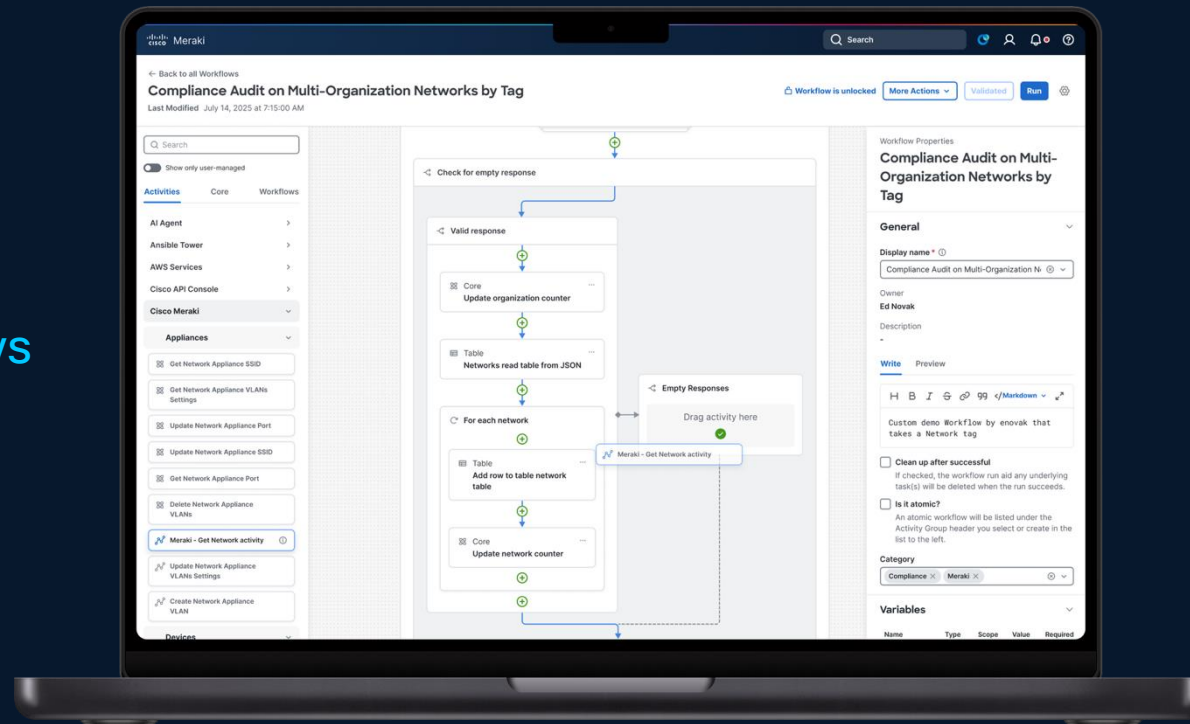 vs
cisco Meraki
Search
← Back to all Workflows
Compliance Audit on Multi-Organization Networks by Tag
Last Modified July 14, 2025 at 7:15:00 AM
Workflow is unlocked
More Actions
Validated
Run
Search
Show only user-managed
Activities Core Workflows
AI Agent
Ansible Tower
AWS Services
Cisco API Console
Cisco Meraki
Appliances
Get Network Appliance SSID
Get Network Appliance VLANs
Settings
Update Network Appliance Port
Update Network Appliance SSID
Get Network Appliance Port
Delete Network Appliance
VLANs
Meraki - Get Network activity
Update Network Appliance
VLANs Settings
Create Network Appliance
VLAN
Devices
Check for empty response
Valid response
Core
Update organization counter
Table
Networks read table from JSON
For each network
Table
Add row to table network
table
Core
Update network counter
Empty Responses
Drag activity here
Meraki - Get Network activity
Workflow Properties
Compliance Audit on Multi-
Organization Networks by
Tag
General
Display name *
Compliance Audit on Multi-Organization N
Owner
Ed Novak
Description
-
Write Preview
H B I S 99 </Markdown
Custom demo Workflow by enovak that
takes a Network tag
Clean up after successful
If checked, the workflow run aid any underlying
task(s) will be deleted when the run succeeds.
Is it atomic?
An atomic workflow will be listed under the
Activity Group header you select or create in the
list to the left.
Category
Compliance × Meraki ×
Variables
Name Type Scope Value Required